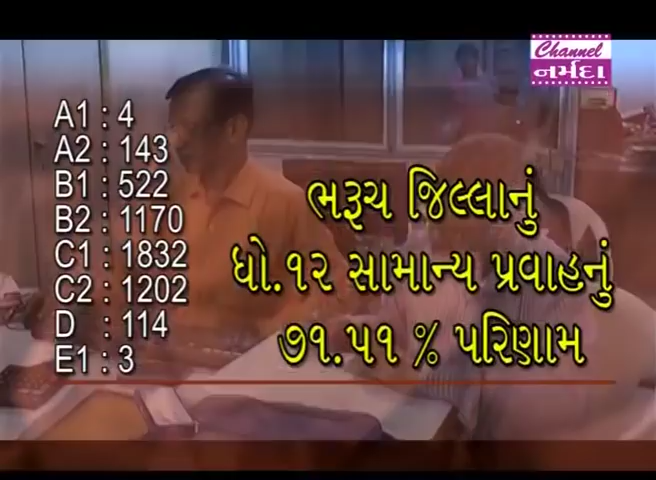 Channel
નર્મદા
A1 : 4
A2 : 143
B1 : 522
B2 : 1170
C1 : 1832
C2 : 1202
D : 114
E1 : 3
ભરૂચ જિલ્લાનું
ધો.૧૨ સામાન્ય પ્રવાહનું
૭૧.૫૧ % પરિણામ